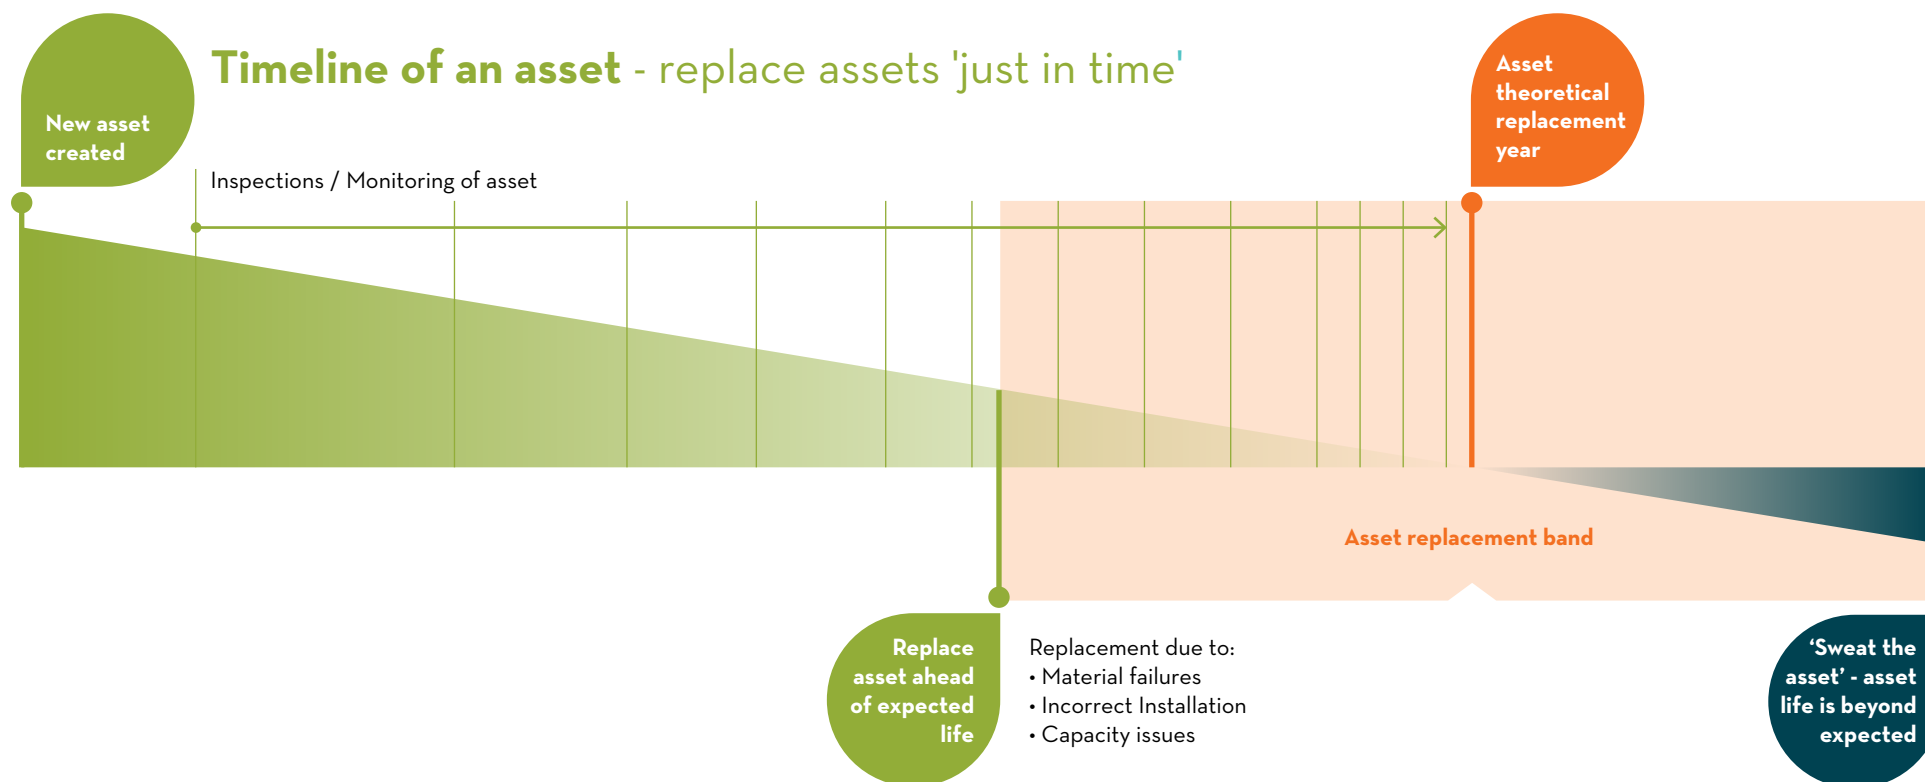 Timeline of an asset - replace assets 'just in time'
New asset
created
Asset
theoretical
replacement
year
Inspections / Monitoring of asset
Asset replacement band
Replace
asset ahead
of expected
life
Replacement due to:
• Material failures
• Incorrect Installation
• Capacity issues
‘Sweat the
asset’ - asset
life is beyond
expected